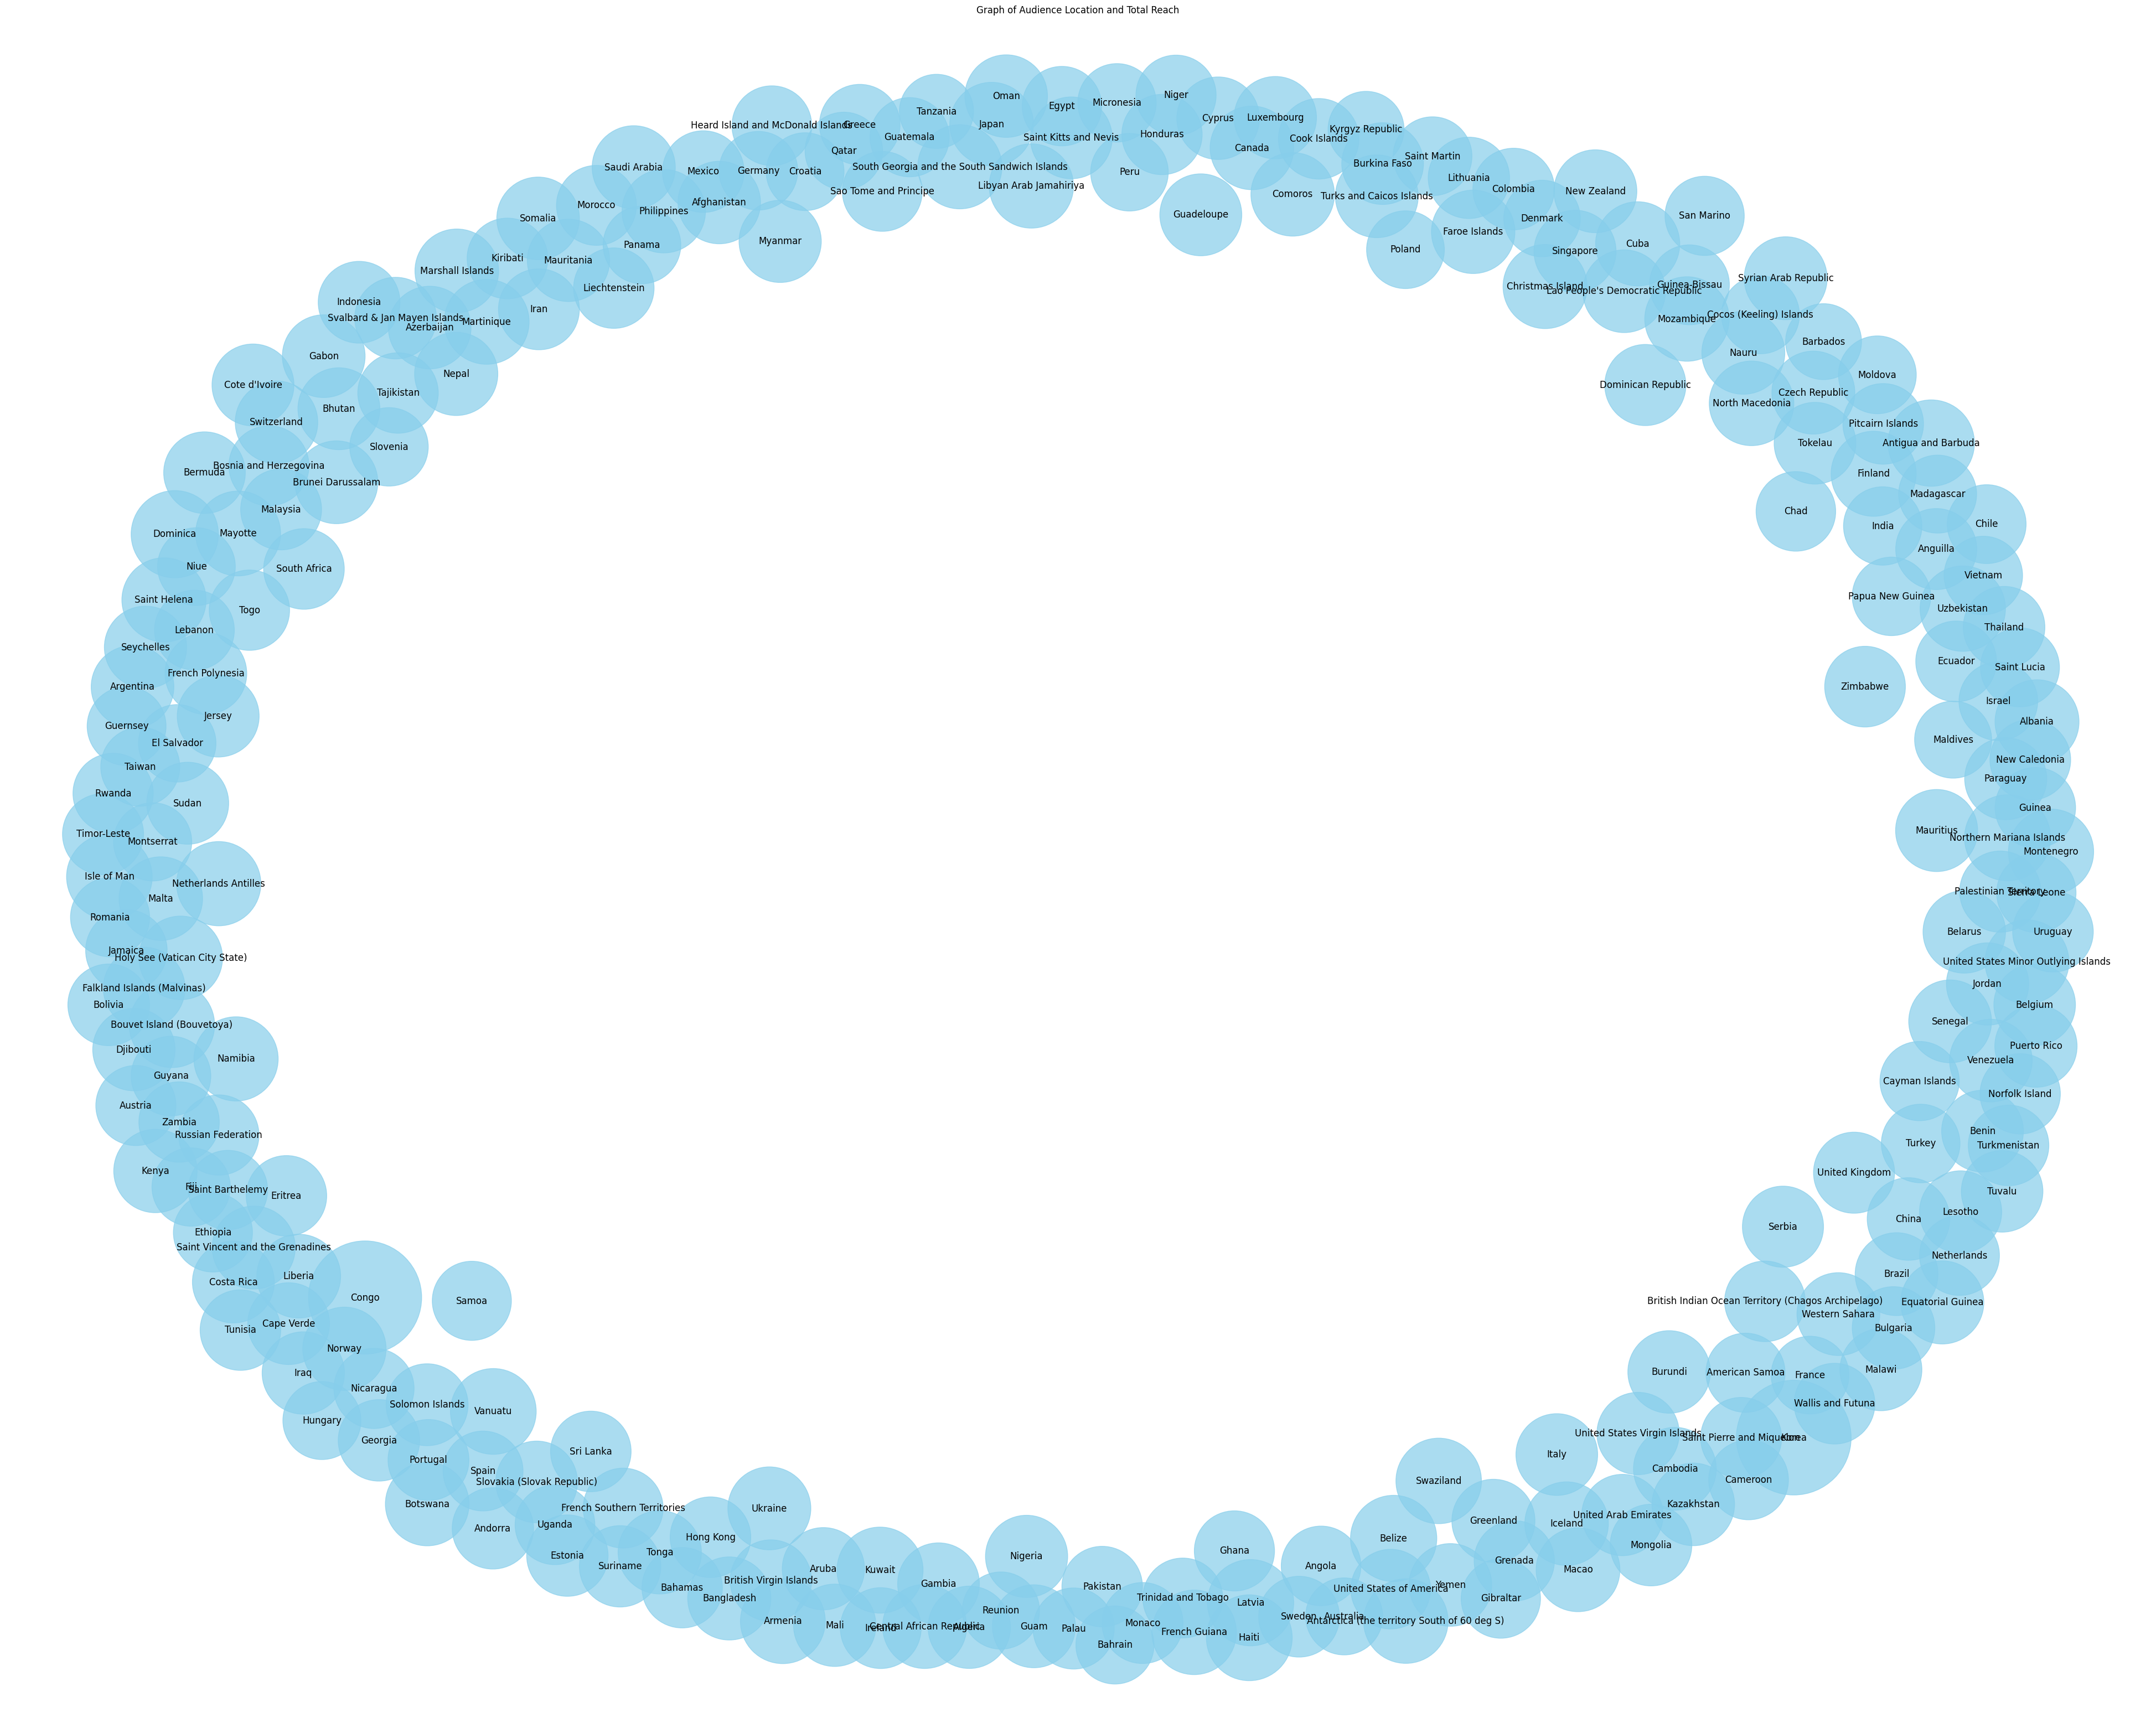 Graph of Audience Location and Total Reach
Oman
Egypt
Micronesia
Niger
Tanzania
Japan
Saint Kitts and Nevis
Honduras
Cyprus
Luxembourg
Heard Island and McDonald Islands
Greece
Guatemala
Canada
Cook Islands
Kyrgyz Republic
Qatar
Saint Martin
Burkina Faso
Saudi Arabia
Mexico
Germany
Croatia
South Georgia and the South Sandwich Islands
Peru
Lithuania
Sao Tome and Principe
Libyan Arab Jamahiriya
Comoros
Turks and Caicos Islands
Colombia
New Zealand
Morocco
Philippines
Afghanistan
Guadeloupe
Denmark
San Marino
Somalia
Panama
Myanmar
Poland
Faroe Islands
Singapore
Cuba
Marshall Islands
Kiribati
Mauritania
Christmas Island
Lao People's Democratic Republic
Guinea-Bissau
Syrian Arab Republic
Indonesia
Liechtenstein
Svalbard & Jan Mayen Islands
Azerbaijan
Martinique
Iran
Mozambique
Cocos (Keeling) Islands
Gabon
Nauru
Barbados
Cote d'Ivoire
Nepal
Dominican Republic
Moldova
Tajikistan
Czech Republic
Bhutan
North Macedonia
Switzerland
Pitcairn Islands
Slovenia
Tokelau
Antigua and Barbuda
Bosnia and Herzegovina
Bermuda
Brunei Darussalam
Finland
Madagascar
Malaysia
Chad
India
Chile
Dominica
Mayotte
Anguilla
Niue
South Africa
Vietnam
Saint Helena
Togo
Papua New Guinea
Uzbekistan
Lebanon
Thailand
Seychelles
Ecuador
Saint Lucia
French Polynesia
Argentina
Zimbabwe
Israel
Jersey
Guernsey
Albania
El Salvador
Maldives
Taiwan
New Caledonia
Paraguay
Rwanda
Sudan
Guinea
Timor-Leste
Montserrat
Mauritius
Northern Mariana Islands
Montenegro
Isle of Man
Netherlands Antilles
Malta
Palestinian Territory
Sierra Leone
Romania
Belarus
Uruguay
Jamaica
Holy See (Vatican City State)
United States Minor Outlying Islands
Falkland Islands (Malvinas)
Jordan
Bolivia
Belgium
Bouvet Island (Bouvetoya)
Senegal
Djibouti
Namibia
Puerto Rico
Venezuela
Guyana
Cayman Islands
Norfolk Island
Austria
Zambia
Russian Federation
Benin
Turkey
Turkmenistan
Kenya
United Kingdom
Fiji
Saint Barthelemy
Eritrea
Tuvalu
Ethiopia
Serbia
China
Lesotho
Saint Vincent and the Grenadines
Netherlands
Costa Rica
Liberia
Brazil
Congo
Samoa
British Indian Ocean Territory (Chagos Archipelago)
Equatorial Guinea
Western Sahara
Tunisia
Cape Verde
Bulgaria
Norway
Iraq
Burundi
American Samoa
France
Malawi
Nicaragua
Solomon Islands
Vanuatu
Wallis and Futuna
Hungary
Georgia
United States Virgin Islands
Saint Pierre and Miquelon
Korea
Sri Lanka
Italy
Portugal
Spain
Cambodia
Slovakia (Slovak Republic)
Swaziland
Cameroon
Botswana
French Southern Territories
Ukraine
Kazakhstan
Andorra
Uganda
Greenland
Iceland
United Arab Emirates
Hong Kong
Belize
Mongolia
Estonia
Tonga
Nigeria
Ghana
Grenada
Suriname
Aruba
Kuwait
Angola
Macao
Bahamas
British Virgin Islands
Gambia
Pakistan
United States of America
Yemen
Bangladesh
Trinidad and Tobago
Latvia
Gibraltar
Reunion
Armenia
Mali
Ireland
Central African Republic
Algeria
Guam
Palau
Monaco
Sweden
Australia
Antarctica (the territory South of 60 deg S)
French Guiana
Haiti
Bahrain